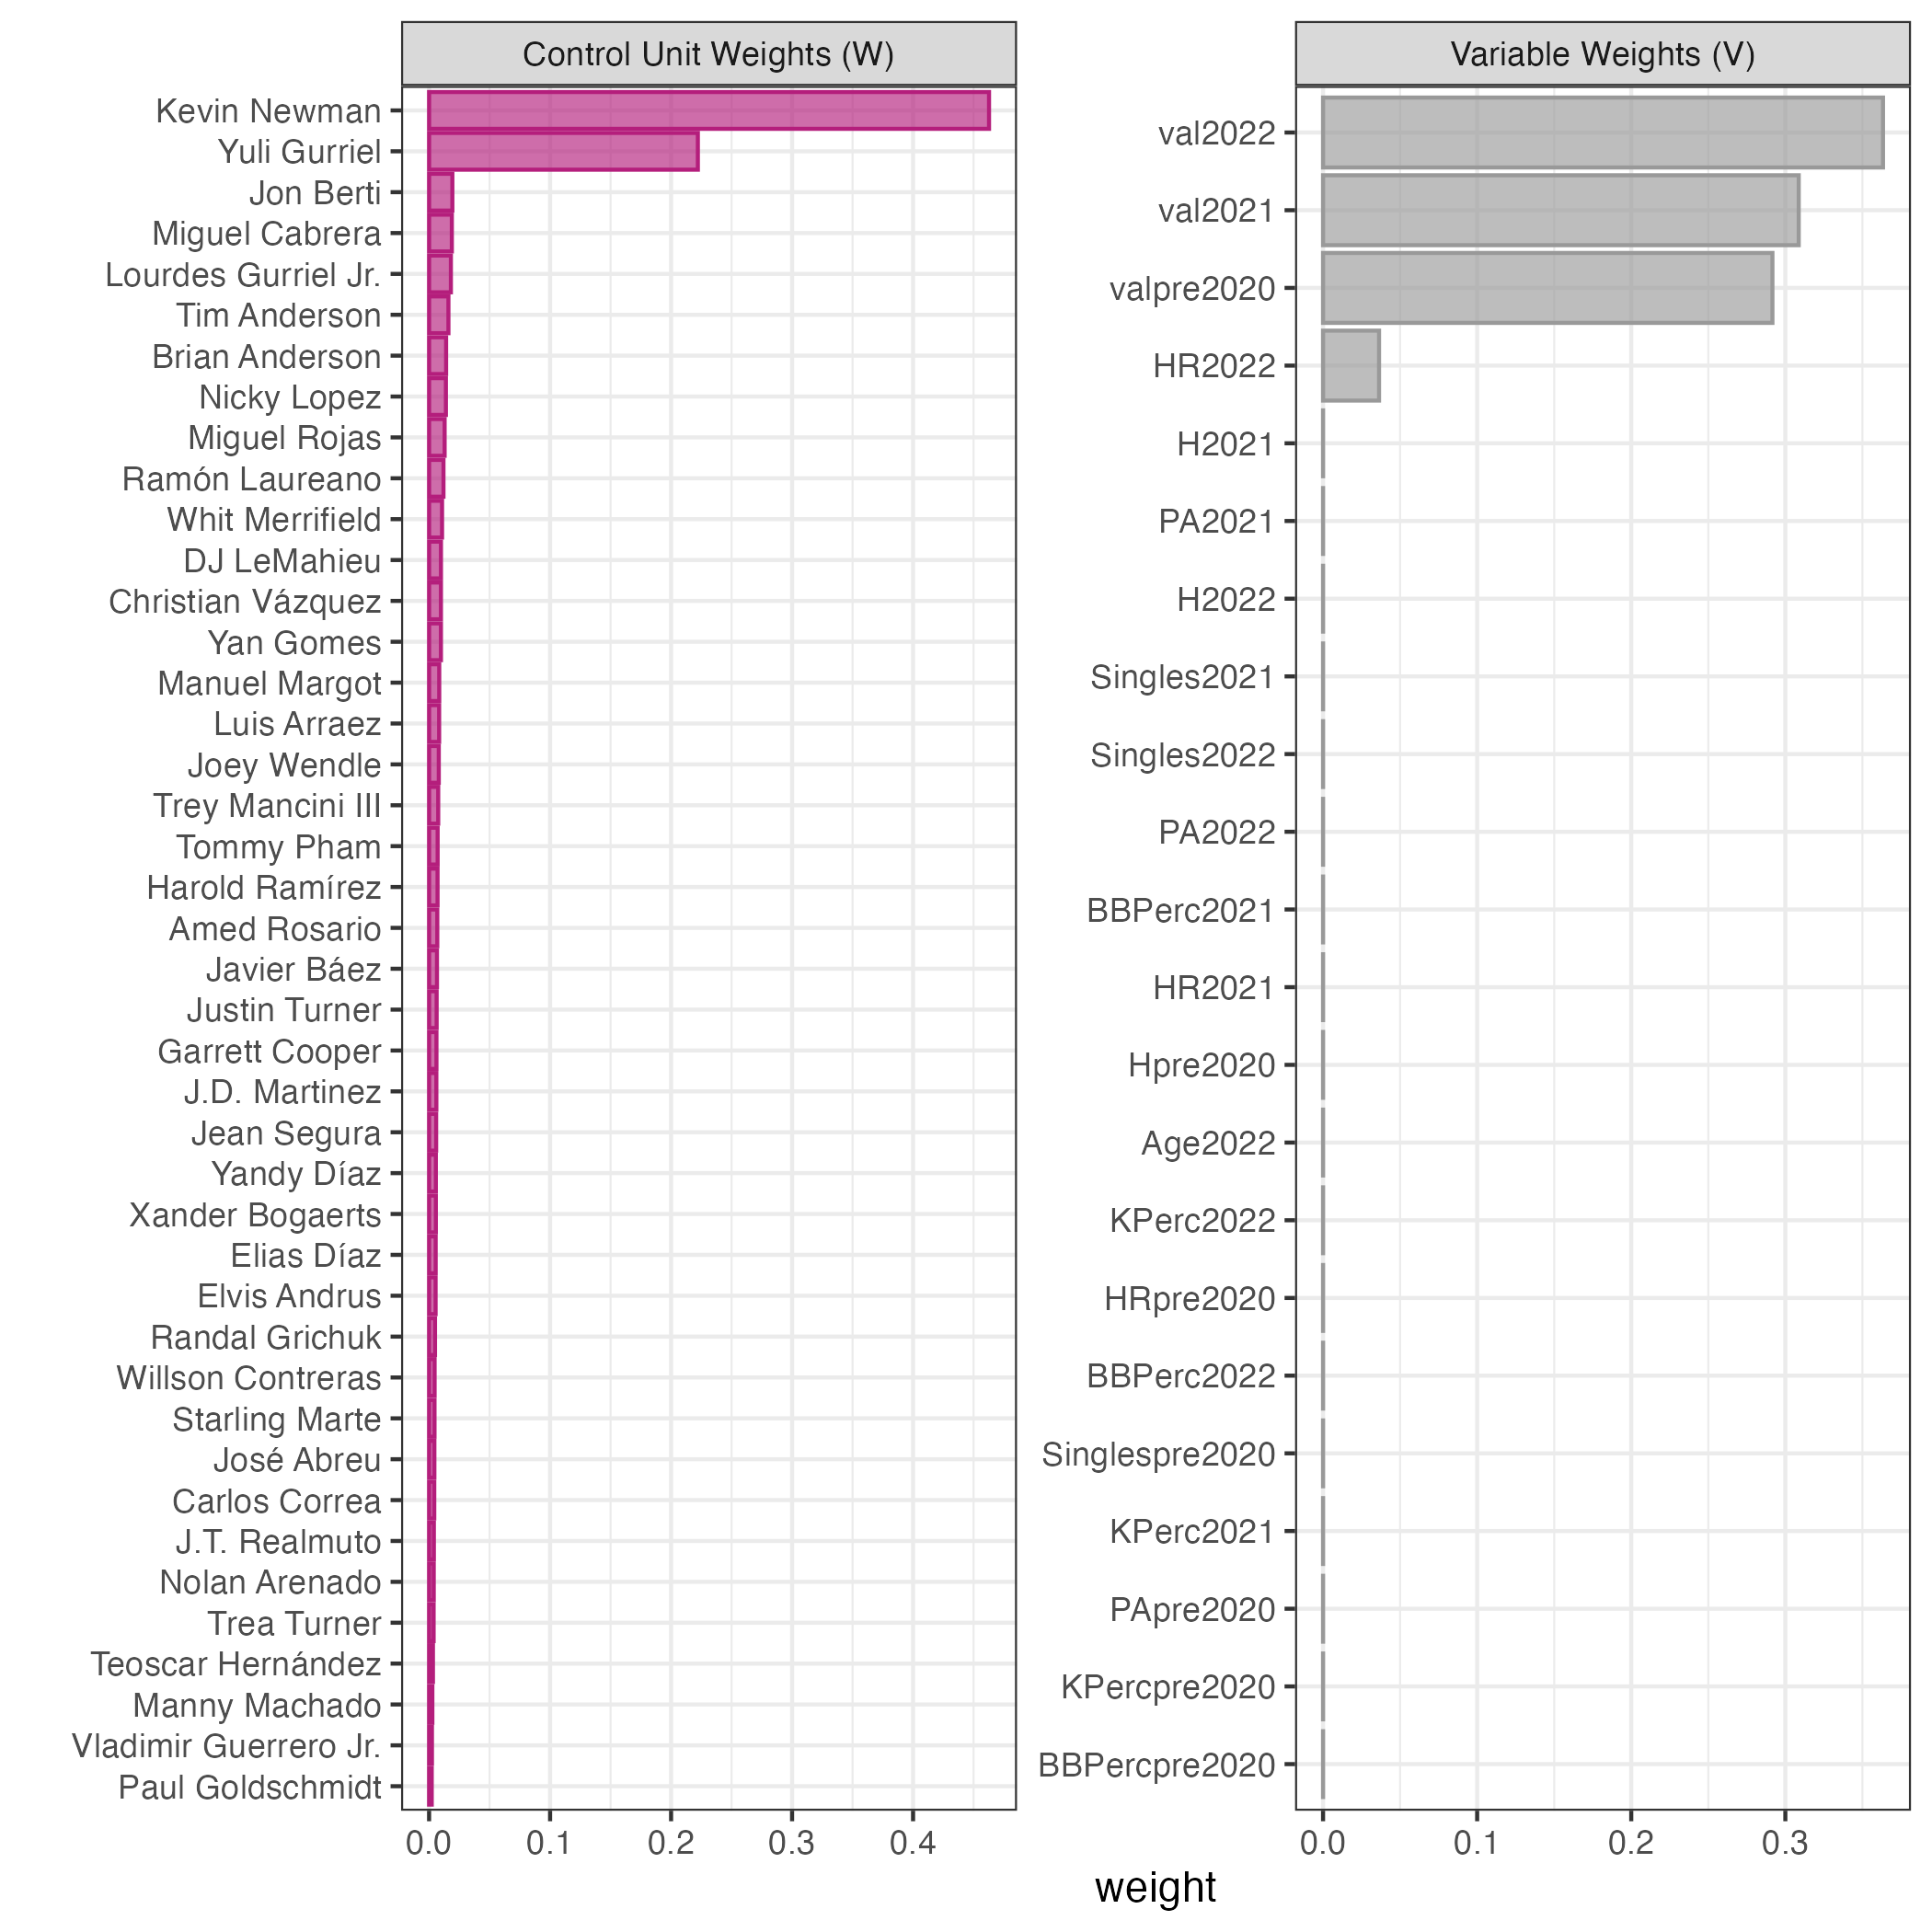 Control Unit Weights (W)
Kevin Newman
Yuli Gurriel
Jon Berti
Miguel Cabrera
Lourdes Gurriel Jr.
Tim Anderson
Brian Anderson
Nicky Lopez
Miguel Rojas
Ramón Laureano
Whit Merrifield
DJ LeMahieu
Christian Vázquez
Yan Gomes
Manuel Margot
Luis Arraez
Joey Wendle
Trey Mancini III
Tommy Pham
Harold Ramírez
Amed Rosario
Javier Báez
Justin Turner
Garrett Cooper
J.D. Martinez
Jean Segura
Yandy Díaz
Xander Bogaerts
Elias Díaz
Elvis Andrus
Randal Grichuk
Willson Contreras
Starling Marte
José Abreu
Carlos Correa
J.T. Realmuto
Nolan Arenado
Trea Turner
Teoscar Hernández
Manny Machado
Vladimir Guerrero Jr.
Paul Goldschmidt
0.0 0.1 0.2 0.3 0.4
Variable Weights (V)
val2022
val2021
valpre2020
HR2022
H2021
PA2021
H2022
Singles2021
Singles2022
PA2022
BBPerc2021
HR2021
Hpre2020
Age2022
KPerc2022
HRpre2020
BBPerc2022
Singlespre2020
KPerc2021
PApre2020
KPercpre2020
BBPercpre2020
0.0 0.1 0.2 0.3
weight